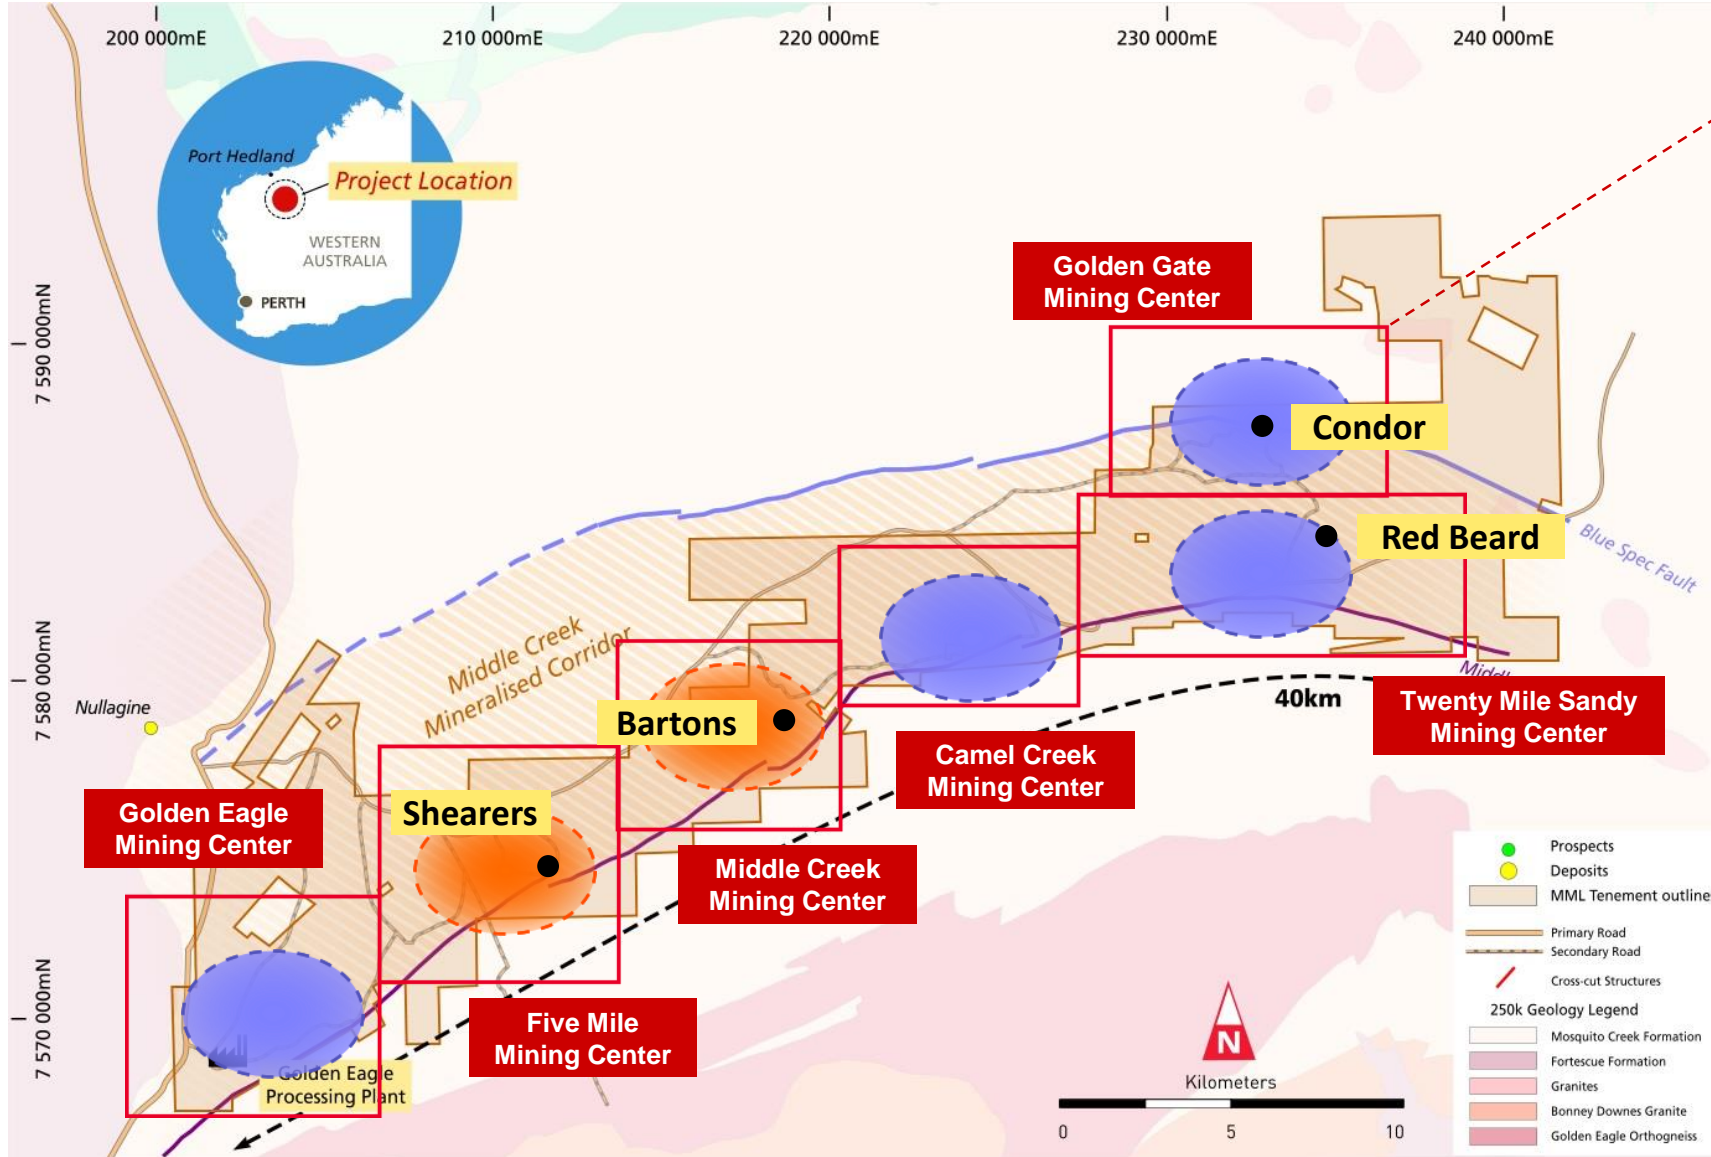 200 000mE
210 000mE
220 000mE
230 000mE
240 000mE
Port Hedland
Project Location
WESTERN
AUSTRALIA
PERTH
7 590 000mN
7 580 000mN
7 570 000mN
Golden Gate
Mining Center
Condor
Red Beard
Blue Spec Fault
Middle Creek
Mineralised Corridor
Nullagine
Bartons
Middl
40km
Twenty Mile Sandy
Mining Center
Camel Creek
Mining Center
Shearers
Golden Eagle
Mining Center
Middle Creek
Mining Center
Five Mile
Mining Center
Golden Eagle
Processing Plant
N
Kilometers
0
5
10
Prospects
Deposits
MML Tenement outline
Primary Road
Secondary Road
Cross-cut Structures
250k Geology Legend
Mosquito Creek Formation
Fortescue Formation
Granites
Bonney Downes Granite
Golden Eagle Orthogneiss